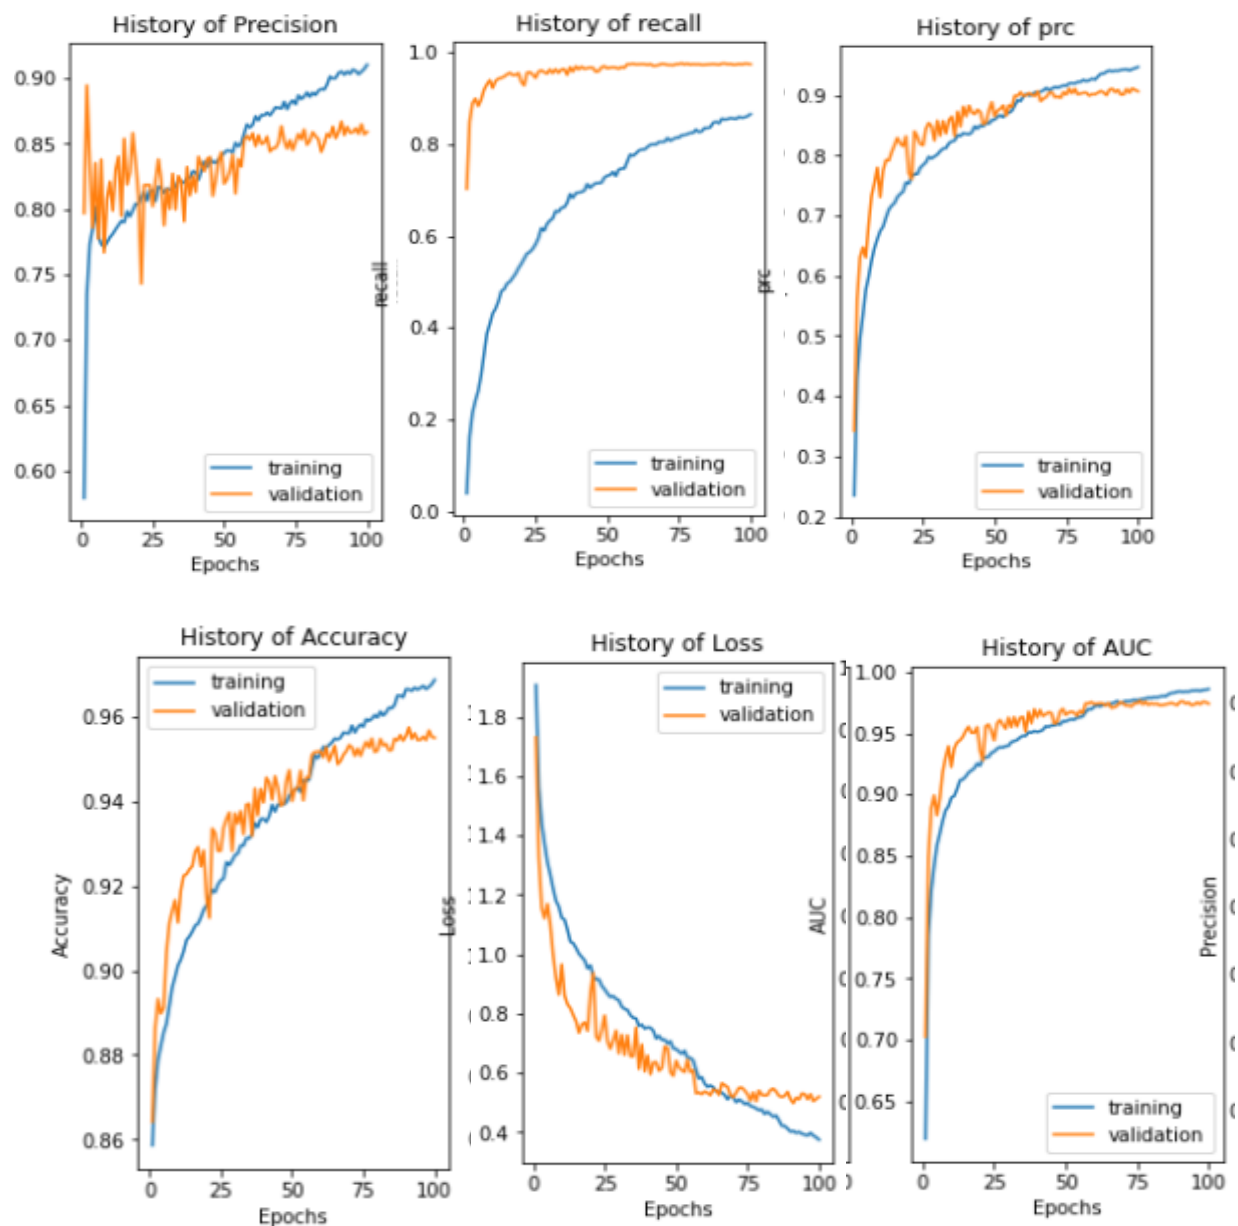 History of Precision
0.90
0.85
0.80
0.75
0.70
0.65
0.60
training
validation
0 25 50 75 100
Epochs
History of recall
1.0
0.8
0.6
0.4
0.2
0.0
recall
training
validation
0 25 50 75 100
Epochs
History of prc
0.9
0.8
0.7
0.6
0.5
0.4
0.3
0.2
prc
training
validation
0 25 50 75 100
Epochs
History of Accuracy
training
validation
0.96
0.94
0.92
0.90
0.88
0.86
Accuracy
0 25 50 75 100
Epochs
History of Loss
training
validation
1.8
1.6
1.4
1.2
1.0
0.8
0.6
0.4
Loss
0 25 50 75 100
Epochs
History of AUC
1.00
0.95
0.90
0.85
0.80
0.75
0.70
0.65
AUC
training
validation
0 25 50 75 100
Epochs
Precision